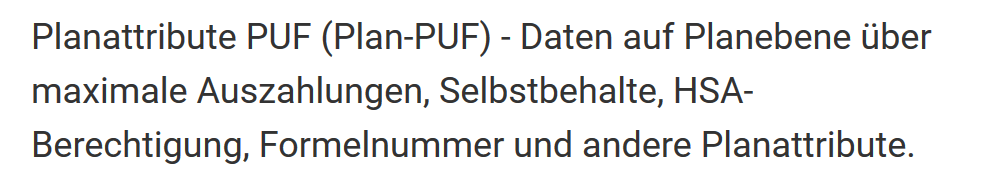 Planattribute PUF (Plan-PUF) - Daten auf Planebene über
maximale Auszahlungen, Selbstbehalte, HSA-
Berechtigung, Formelnummer und andere Planattribute.